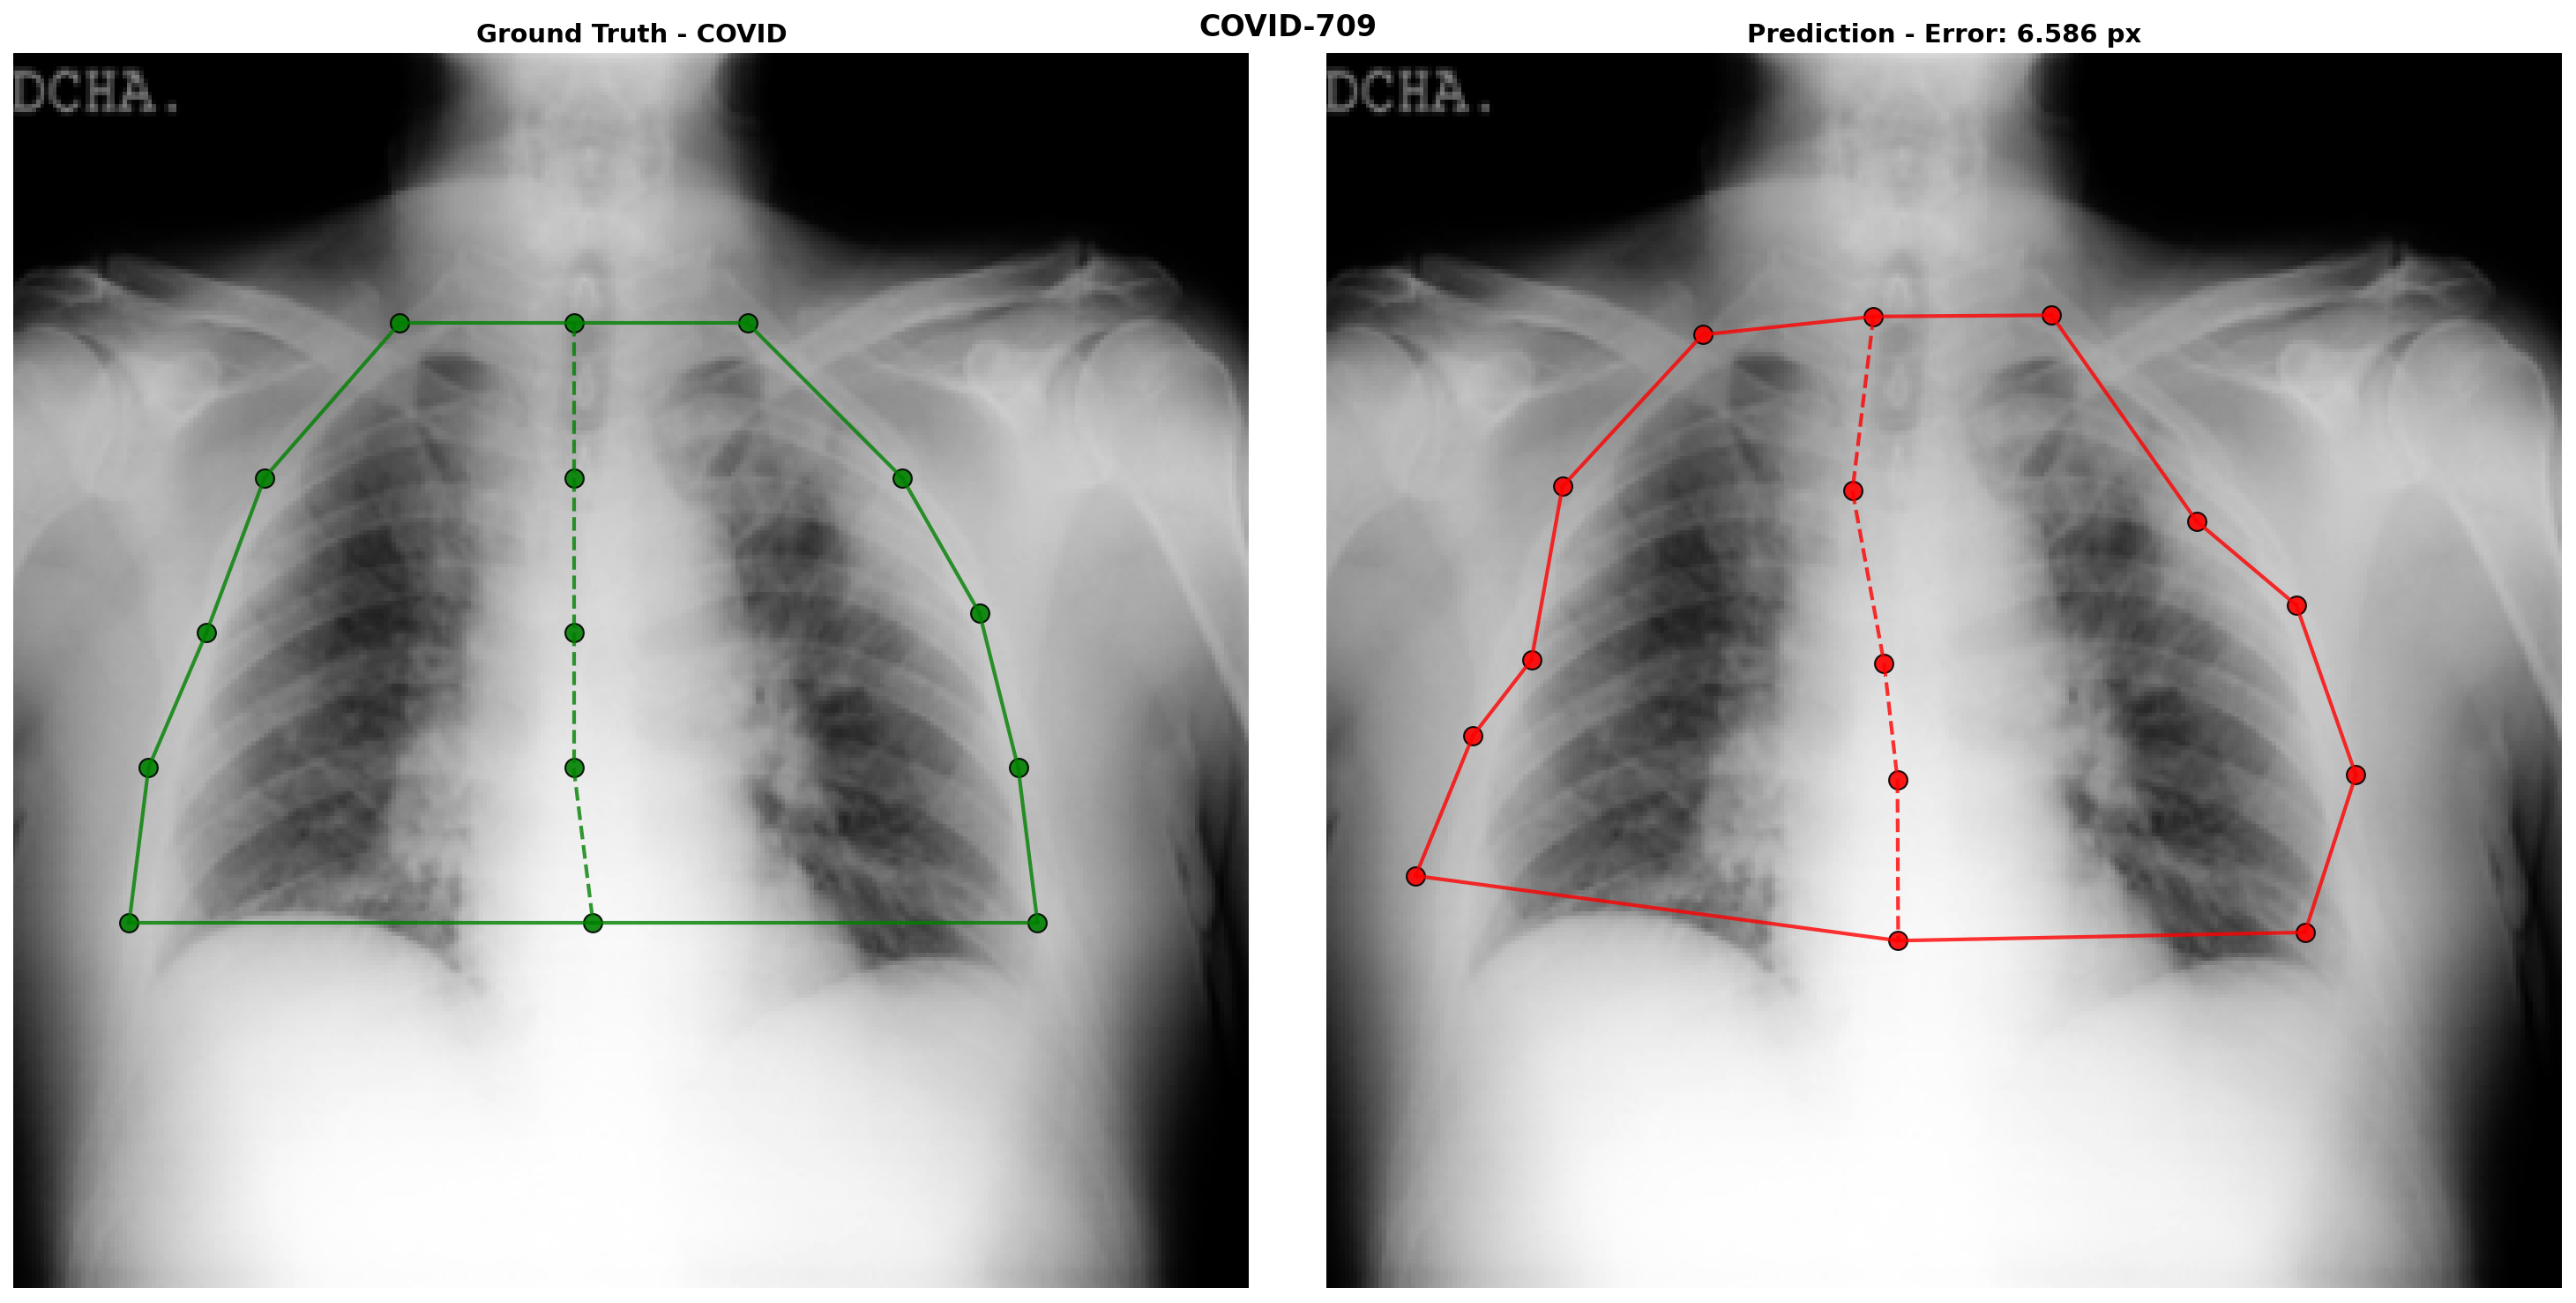 COVID-709
Ground Truth - COVID
Prediction - Error: 6.586 px
DCHA.
DCHA.